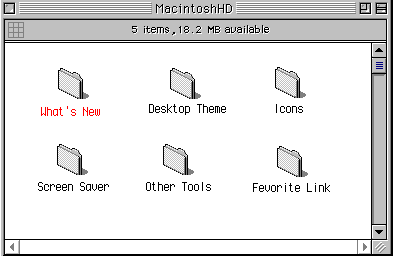 MacintoshHD
5 items,18.2 MB available
What's New
Desktop Theme
Icons
Screen Saver
Other Tools
Fevorite Link